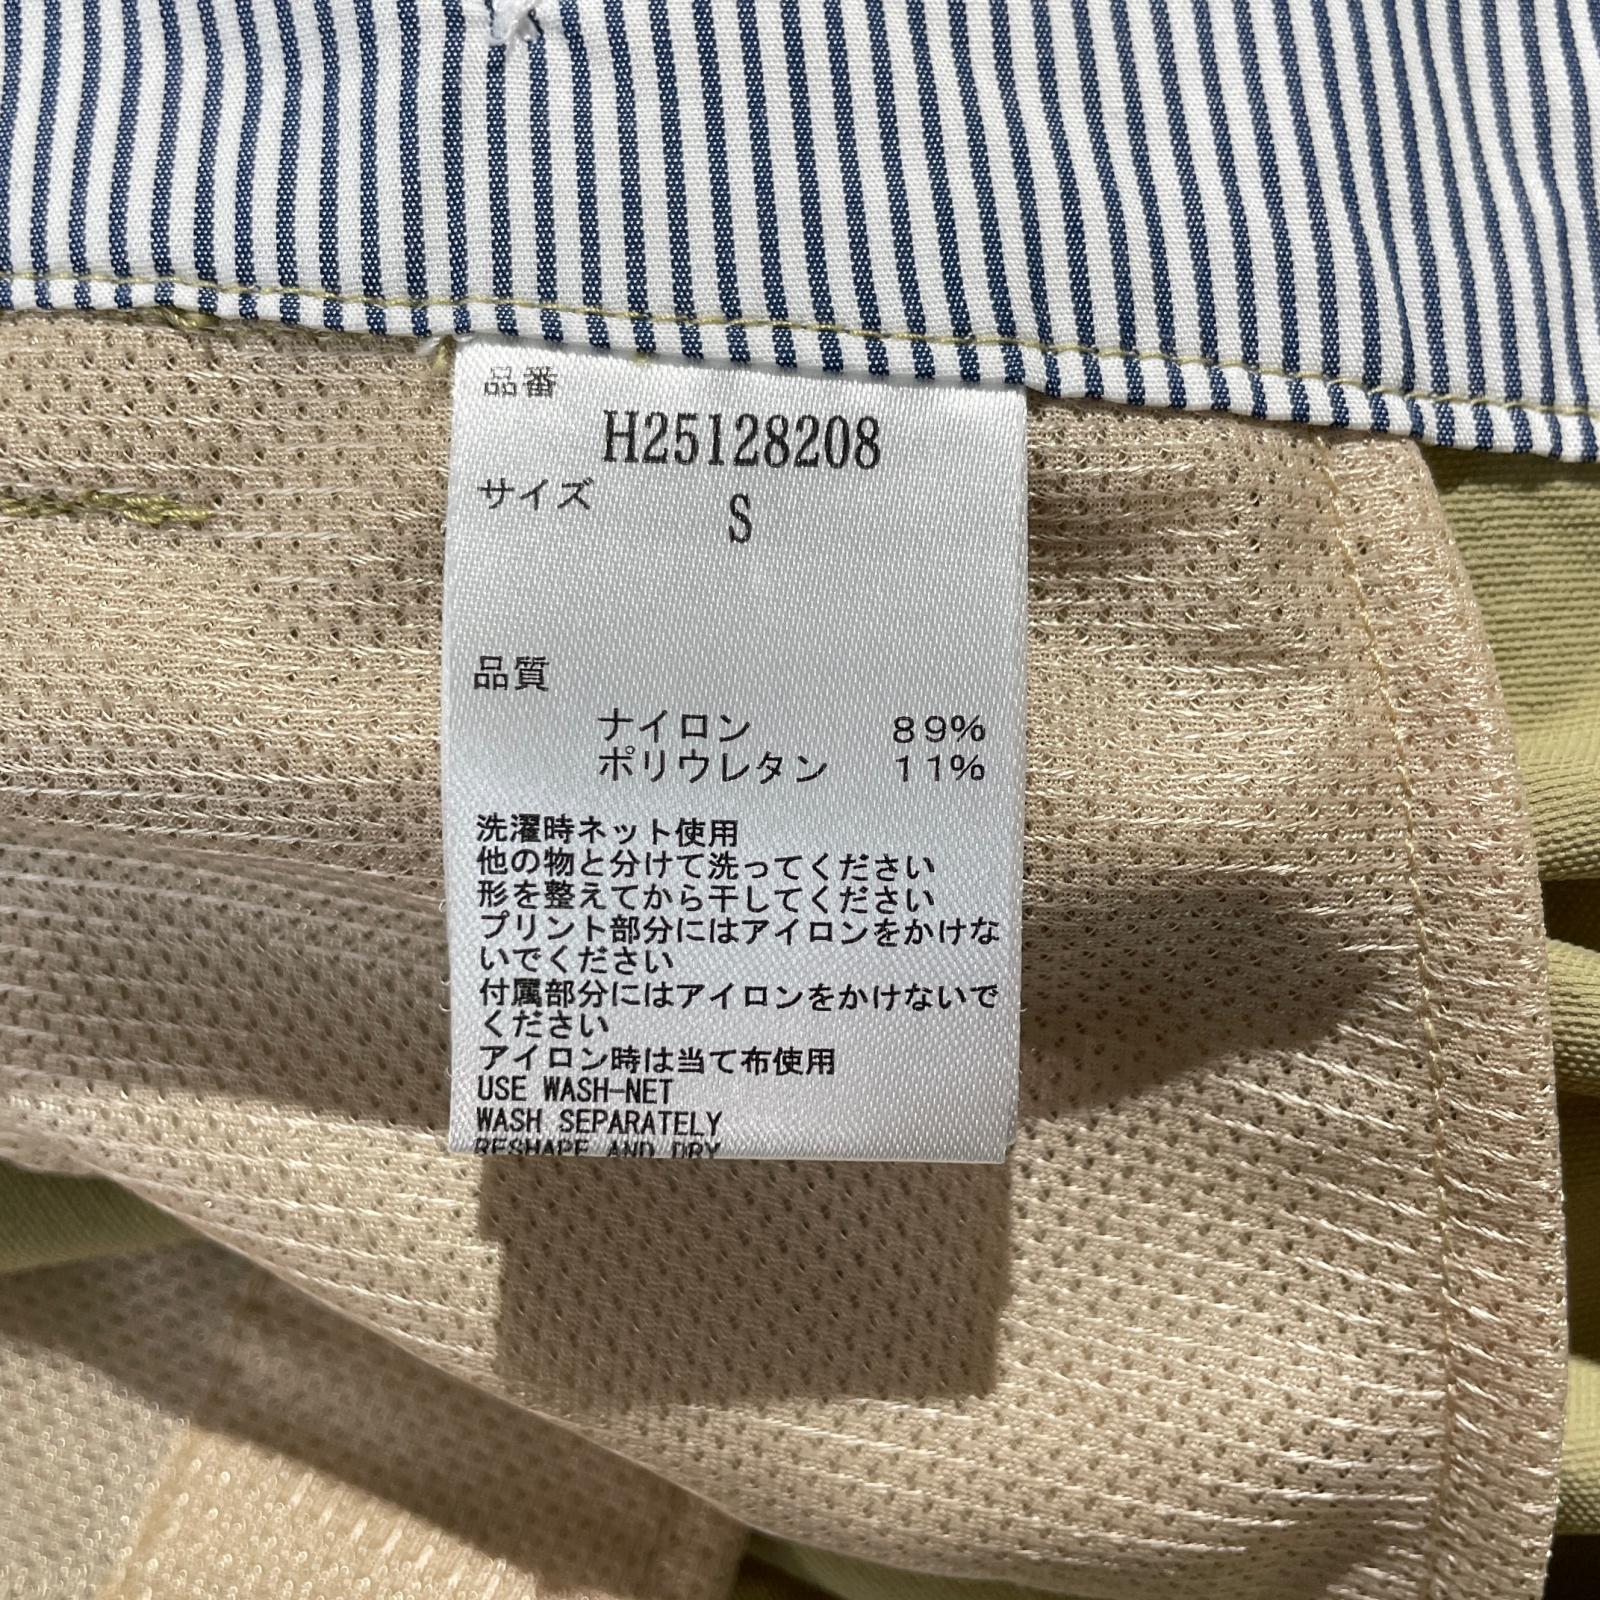 品番
H25128208
サイズ S
品質
ナイロン 89%
ポリウレタン 11%
洗濯時ネット使用
他の物と分けて洗ってください
形を整えてから干してください
プリント部分にはアイロンをかけな
いでください
付属部分にはアイロンをかけないで
ください
アイロン時は当て布使用
USE WASH-NET
WASH SEPARATELY
RESHAPE AND DRY